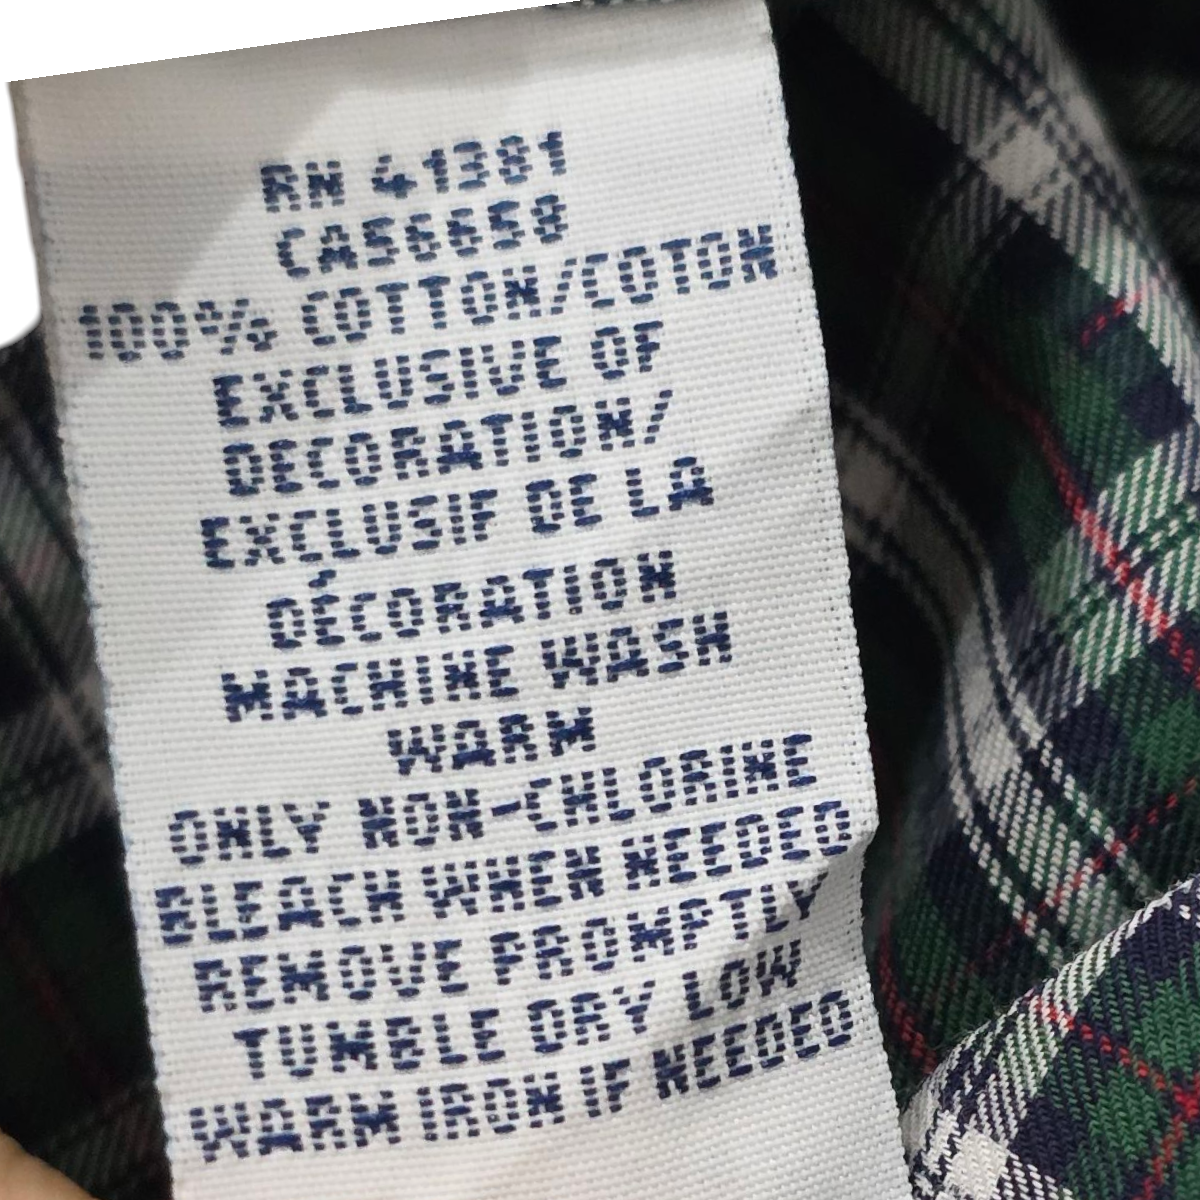 RN 41381
CA56658
100% COTTON/COTON
EXCLUSIVE OF
DECORATION/
EXCLUSIF DE LA
DÉCORATION
MACHINE WASH
WARM
ONLY NON-CHLORINE
BLEACH WHEN NEEDED
REMOVE PROMPTLY
TUMBLE DRY LOW
WARM IRON IF NEEDED